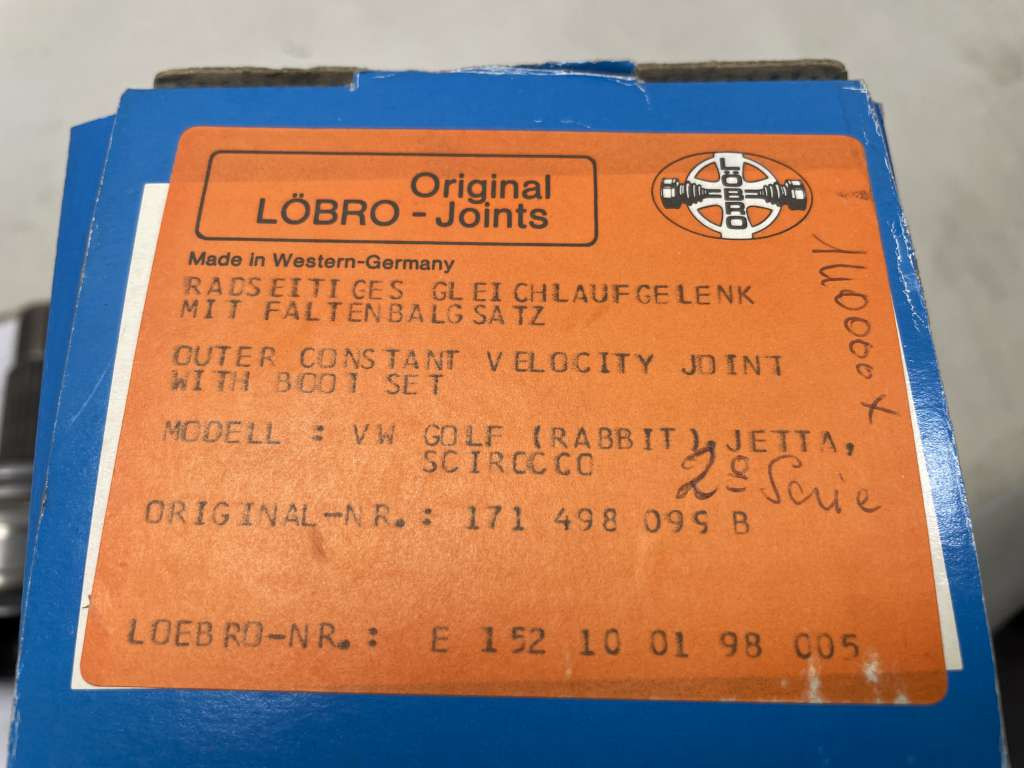 Original
LÖBRO - Joints
LÖBRO
Made in Western-Germany
RADSEITIGES GLEICHLAUFGELENK
MIT FALTENBALGSATZ
OUTER CONSTANT VELOCITY JOINT
WITH BOOT SET
MODELL : VW GOLF (RABBIT), JETTA,
SCIROCCO
2º Serie
ORIGINAL-NR.: 171 498 099 B
LOEBRO-NR.: E 152 10 01 98 005
140000 x